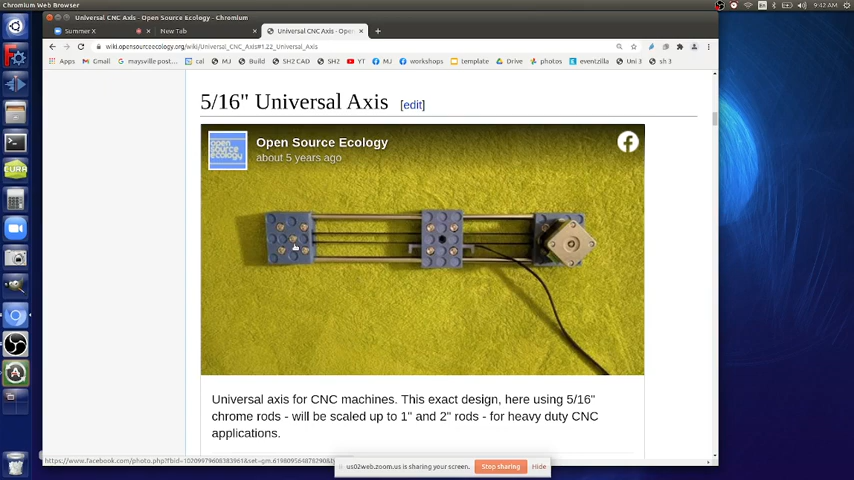 Chromium Web Browser
9:42 AM
Universal CNC Axis - Open Source Ecology - Chromium
Summer X
New Tab
Universal CNC Axis - Open
wiki.opensourceecology.org/wiki/Universal_CNC_Axis#1.22_Universal_Axis
Apps
Gmail
maysville post...
cal
MJ
Build
SH2 CAD
SH2
YT
MJ
workshops
template
Drive
photos
eventzilla
Uni 3
sh 3
5/16" Universal Axis [edit]
open
source
ecology
Open Source Ecology
about 5 years ago
Universal axis for CNC machines. This exact design, here using 5/16"
chrome rods - will be scaled up to 1" and 2" rods - for heavy duty CNC
applications.
us02web.zoom.us is sharing your screen.
Stop sharing
Hide